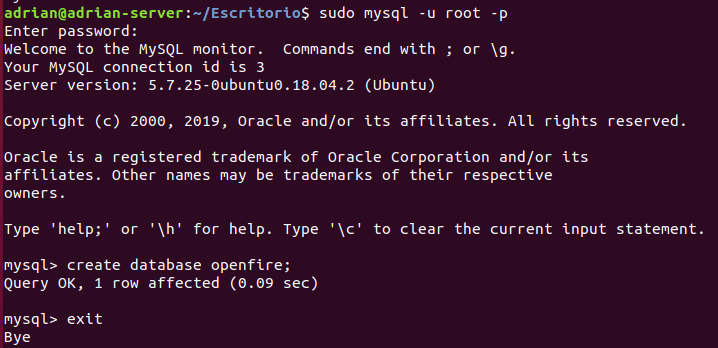 adrian@adrian-server:~/Escritorio$ sudo mysql -u root -p
Enter password:
Welcome to the MySQL monitor.  Commands end with ; or \g.
Your MySQL connection id is 3
Server version: 5.7.25-0ubuntu0.18.04.2 (Ubuntu)

Copyright (c) 2000, 2019, Oracle and/or its affiliates. All rights reserved.

Oracle is a registered trademark of Oracle Corporation and/or its
affiliates. Other names may be trademarks of their respective
owners.

Type 'help;' or '\h' for help. Type '\c' to clear the current input statement.

mysql> create database openfire;
Query OK, 1 row affected (0.09 sec)

mysql> exit
Bye